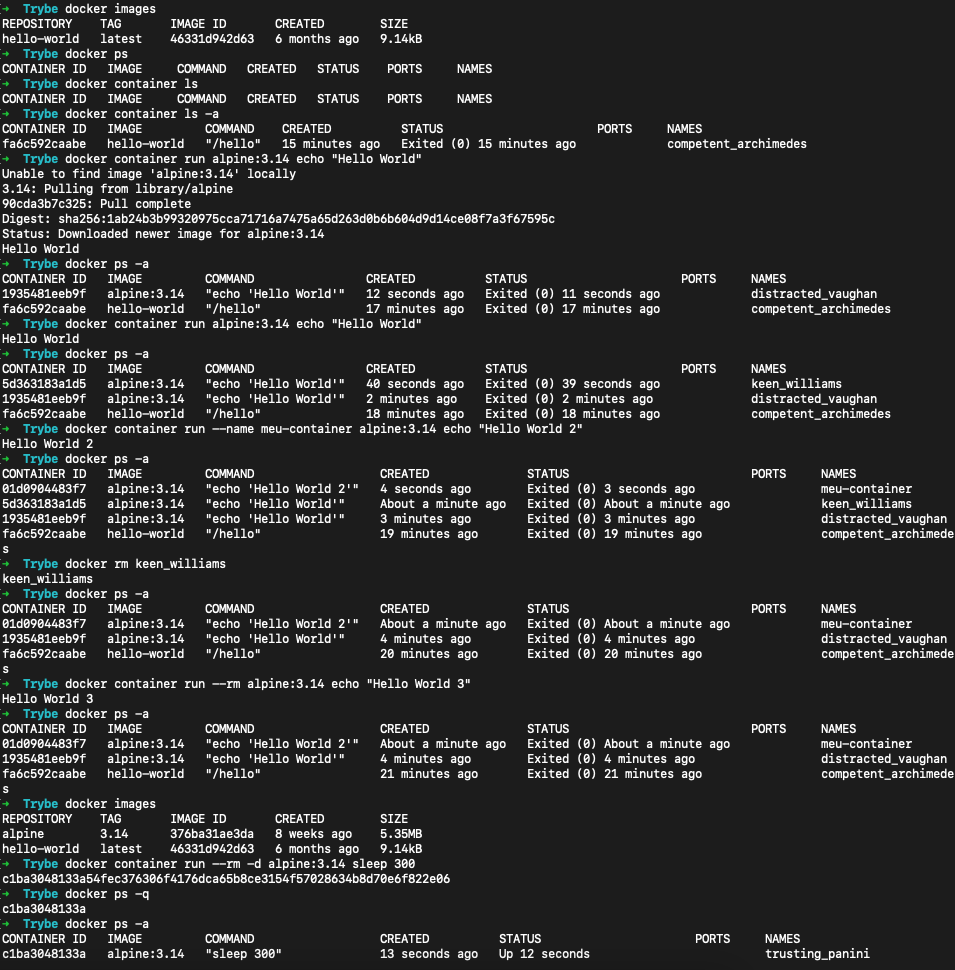 ➜ Trybe docker images
REPOSITORY TAG IMAGE ID CREATED SIZE
hello-world latest 46331d942d63 6 months ago 9.14kB
➜ Trybe docker ps
CONTAINER ID IMAGE COMMAND CREATED STATUS PORTS NAMES
➜ Trybe docker container ls
CONTAINER ID IMAGE COMMAND CREATED STATUS PORTS NAMES
➜ Trybe docker container ls -a
CONTAINER ID IMAGE COMMAND CREATED STATUS PORTS NAMES
fa6c592caabe hello-world "/hello" 15 minutes ago Exited (0) 15 minutes ago competent_archimedes
➜ Trybe docker container run alpine:3.14 echo "Hello World"
Unable to find image 'alpine:3.14' locally
3.14: Pulling from library/alpine
90cda3b7c325: Pull complete
Digest: sha256:1ab24b3b99320975cca71716a7475a65d263d0b6b604d9d14ce08f7a3f67595c
Status: Downloaded newer image for alpine:3.14
Hello World
➜ Trybe docker ps -a
CONTAINER ID IMAGE COMMAND CREATED STATUS PORTS NAMES
1935481eeb9f alpine:3.14 "echo 'Hello World'" 12 seconds ago Exited (0) 11 seconds ago distracted_vaughan
fa6c592caabe hello-world "/hello" 17 minutes ago Exited (0) 17 minutes ago competent_archimedes
➜ Trybe docker container run alpine:3.14 echo "Hello World"
Hello World
➜ Trybe docker ps -a
CONTAINER ID IMAGE COMMAND CREATED STATUS PORTS NAMES
5d363183a1d5 alpine:3.14 "echo 'Hello World'" 40 seconds ago Exited (0) 39 seconds ago keen_williams
1935481eeb9f alpine:3.14 "echo 'Hello World'" 2 minutes ago Exited (0) 2 minutes ago distracted_vaughan
fa6c592caabe hello-world "/hello" 18 minutes ago Exited (0) 18 minutes ago competent_archimedes
➜ Trybe docker container run --name meu-container alpine:3.14 echo "Hello World 2"
Hello World 2
➜ Trybe docker ps -a
CONTAINER ID IMAGE COMMAND CREATED STATUS PORTS NAMES
01d0904483f7 alpine:3.14 "echo 'Hello World 2'" 4 seconds ago Exited (0) 3 seconds ago meu-container
5d363183a1d5 alpine:3.14 "echo 'Hello World'" About a minute ago Exited (0) About a minute ago keen_williams
1935481eeb9f alpine:3.14 "echo 'Hello World'" 3 minutes ago Exited (0) 3 minutes ago distracted_vaughan
fa6c592caabe hello-world "/hello" 19 minutes ago Exited (0) 19 minutes ago competent_archimede
s
➜ Trybe docker rm keen_williams
keen_williams
➜ Trybe docker ps -a
CONTAINER ID IMAGE COMMAND CREATED STATUS PORTS NAMES
01d0904483f7 alpine:3.14 "echo 'Hello World 2'" About a minute ago Exited (0) About a minute ago meu-container
1935481eeb9f alpine:3.14 "echo 'Hello World'" 4 minutes ago Exited (0) 4 minutes ago distracted_vaughan
fa6c592caabe hello-world "/hello" 20 minutes ago Exited (0) 20 minutes ago competent_archimede
s
➜ Trybe docker container run --rm alpine:3.14 echo "Hello World 3"
Hello World 3
➜ Trybe docker ps -a
CONTAINER ID IMAGE COMMAND CREATED STATUS PORTS NAMES
01d0904483f7 alpine:3.14 "echo 'Hello World 2'" About a minute ago Exited (0) About a minute ago meu-container
1935481eeb9f alpine:3.14 "echo 'Hello World'" 4 minutes ago Exited (0) 4 minutes ago distracted_vaughan
fa6c592caabe hello-world "/hello" 21 minutes ago Exited (0) 21 minutes ago competent_archimede
s
➜ Trybe docker images
REPOSITORY TAG IMAGE ID CREATED SIZE
alpine 3.14 376ba31ae3da 8 weeks ago 5.35MB
hello-world latest 46331d942d63 6 months ago 9.14kB
➜ Trybe docker container run --rm -d alpine:3.14 sleep 300
c1ba3048133a54fec376306f4176dca65b8ce3154f57028634b8d70e6f822e06
➜ Trybe docker ps -q
c1ba3048133a
➜ Trybe docker ps -a
CONTAINER ID IMAGE COMMAND CREATED STATUS PORTS NAMES
c1ba3048133a alpine:3.14 "sleep 300" 13 seconds ago Up 12 seconds trusting_panini